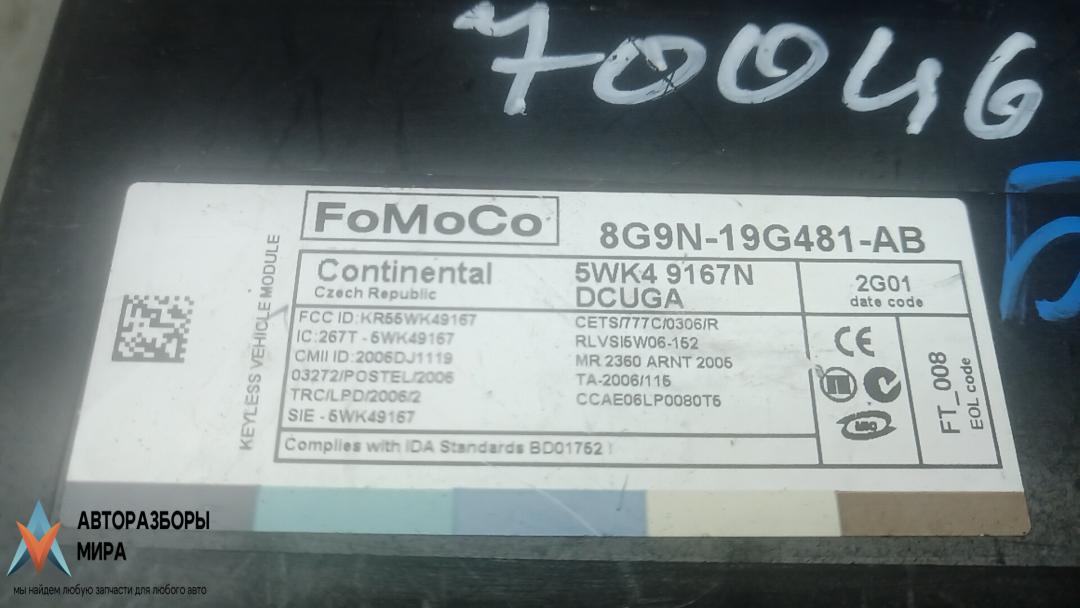 70046
FoMoCo
8G9N-19G481-AB
KEYLESS VEHICLE MODULE
Continental
Czech Republic
5WK4 9167N
DCUGA
2G01
date code
FCC ID:KR55WK49167
IC:267T - 5WK49167
CMII ID:2006DJ1119
03272/POSTEL/2006
TRC/LPD/2006/2
SIE - 5WK49167
CETS/777C/0306/R
RLVSI5W06-152
MR 2360 ARNT 2005
TA-2006/115
CCAE06LP0080T5
CE
FT_008
EOL code
Complies with IDA Standards BD01752
АВТОРАЗБОРЫ
МИРА
мы найдем любую запчасти для любого авто